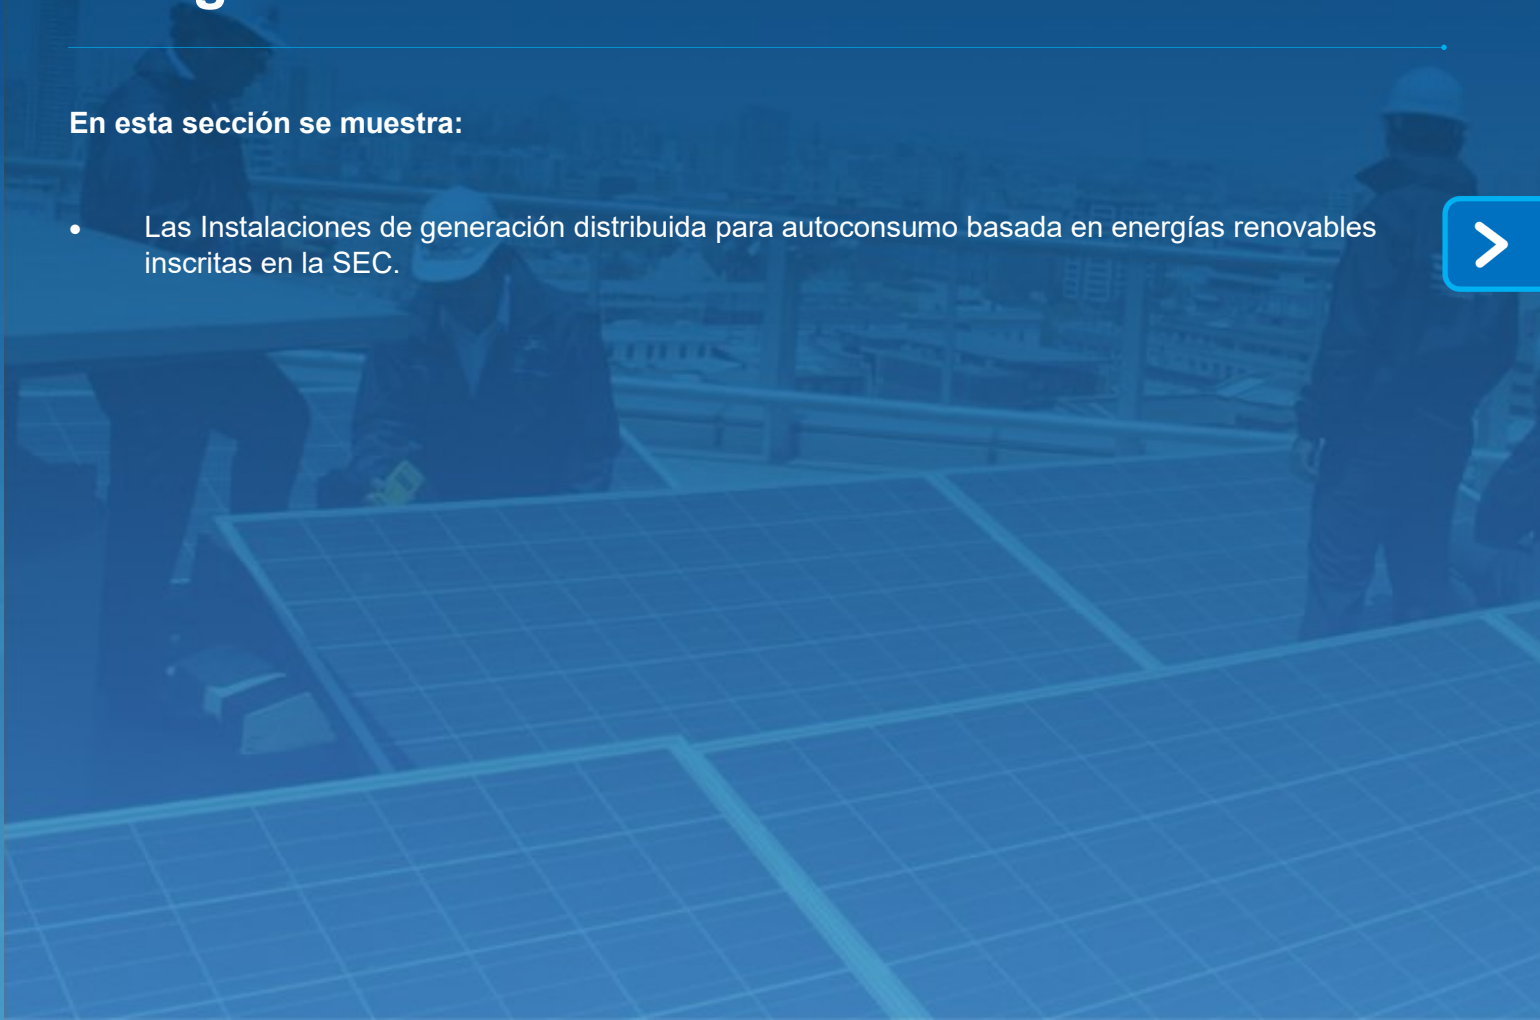 En esta sección se muestra:
• Las Instalaciones de generación distribuida para autoconsumo basada en energías renovables
inscritas en la SEC.